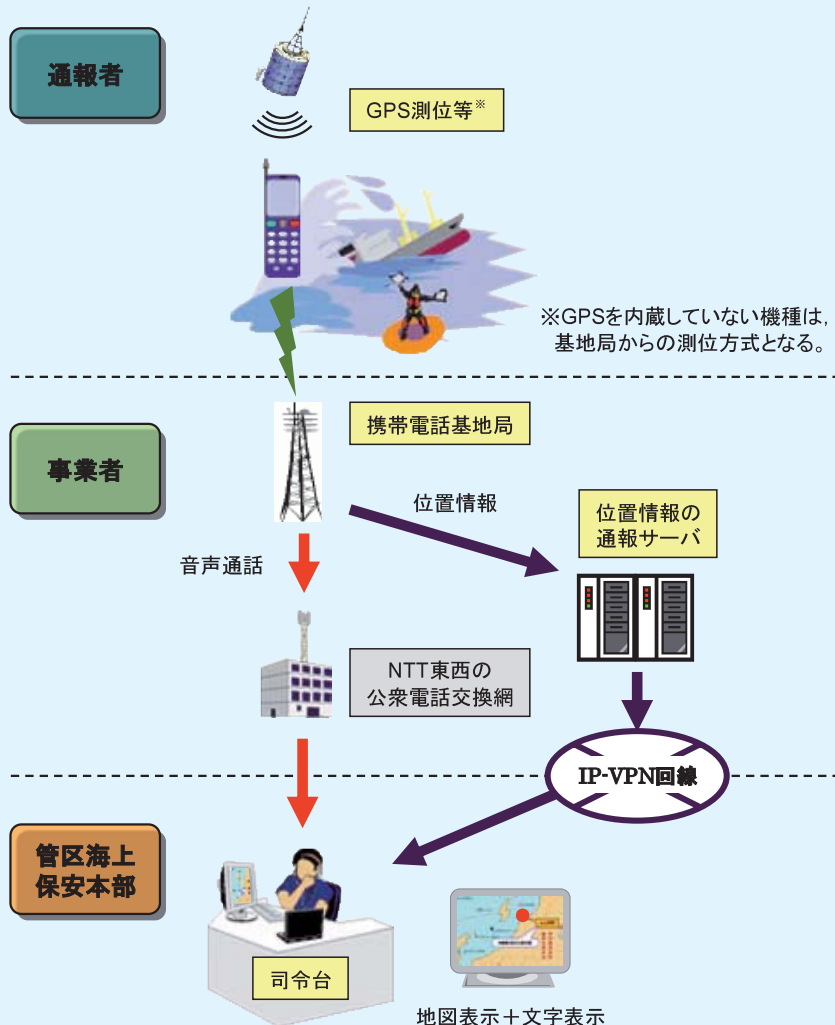 通報者
GPS測位等※
※GPSを内蔵していない機種は,
基地局からの測位方式となる。
事業者
携帯電話基地局
位置情報
位置情報の
通報サーバ
音声通話
NTT東西の
公衆電話交換網
IP-VPN回線
管区海上
保安本部
司令台
地図表示＋文字表示